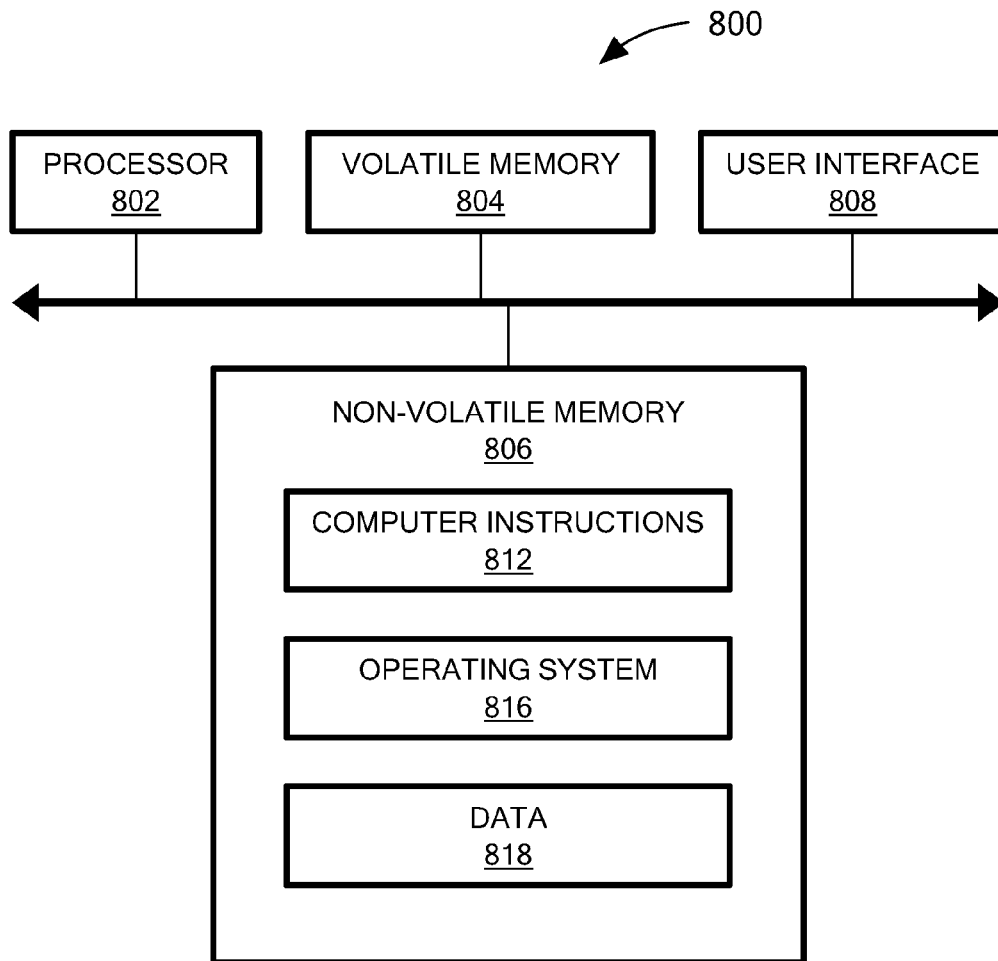 800
PROCESSOR
802
VOLATILE MEMORY
804
USER INTERFACE
808
NON-VOLATILE MEMORY
806
COMPUTER INSTRUCTIONS
812
OPERATING SYSTEM
816
DATA
818